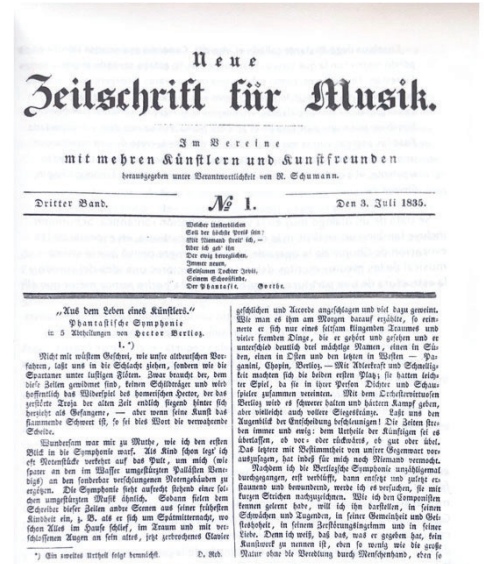 Neue
Zeitschrift für Musik.
Im Vereine
mit mehren Künstlern und Kunstfreunden
herausgegeben unter Verantwortlichkeit von R. Schumann.
Dritter Band.
№ 1.
Den 3. Juli 1835.
Welcher Unsterblichen
Soll der höchste Preis sein?
Mit Niemand streit' ich, —
Aber ich geb' ihn
Der ewig beweglichen,
Immer neuen,
Seltsamen Tochter Jovis,
Seinem Schooßkinde,
Der Phantasie. Goethe.
„Aus dem Leben eines Künstlers.“
Phantastische Symphonie
in 5 Abtheilungen von Hector Berlioz.
I. *)
Nicht mit wüstem Geschrei, wie unsre altdeutschen Vor-
fahren, laßt uns in die Schlacht ziehen, sondern wie die
Spartaner unter lustigen Flöten. Zwar braucht der, dem
diese Zeilen gewidmet sind, keinen Schildträger und wird
hoffentlich das Widerspiel des homerischen Hector, der das
zerstörte Troja der alten Zeit endlich siegend hinter sich
herzieht als Gefangene, — aber wenn seine Kunst das
flammende Schwert ist, so sei dies Wort die verwahrende
Scheide.
Wundersam war mir zu Muthe, wie ich den ersten
Blick in die Symphonie warf. Als Kind schon legt' ich
oft Notenstücke verkehrt auf das Pult, um mich (wie
später an den im Wasser umgestürzten Pallästen Vene-
digs) an den sonderbar verschlungenen Notengebäuden zu
ergötzen. Die Symphonie sieht aufrecht stehend einer sol-
chen umgestürzten Musik ähnlich. Sodann fielen dem
Schreiber dieser Zeilen andre Scenen aus seiner frühesten
Kindheit ein, z. B. als er sich um Spätmitternacht, wo
schon Alles im Hause schlief, im Traum und mit ver-
schlossenen Augen an sein altes, jetzt zerbrochenes Clavier
*) Ein zweites Urtheil folgt demnächst. D. Red.
geschlichen und Accorde angeschlagen und viel dazu geweint.
Wie man es ihm am Morgen darauf erzählte, so erin-
nerte er sich nur eines seltsam klingenden Traumes und
vieler fremden Dinge, die er gehört und gesehen und er
unterschied deutlich drei mächtige Namen, einen in Sü-
den, einen in Osten und den letzten in Westen — Pa-
ganini, Chopin, Berlioz. — Mit Adlerkraft und Schnellig-
keit machten sich die beiden ersten Platz; sie hatten leich-
ter Spiel, da sie in ihrer Person Dichter und Schau-
spieler zusammen vereinten. Mit dem Orchestervirtuosen
Berlioz wird es schwerer halten und härteren Kampf geben,
aber vielleicht auch vollere Siegeskränze. Laßt uns den
Augenblick der Entscheidung beschleunigen! Die Zeiten stre-
ben immer und ewig: dem Urtheile der Künftigen sei es
überlassen, ob vor- oder rückwärts, ob gut oder übel.
Das letztere mit Bestimmtheit von unsrer Gegenwart vor-
auszusagen, hat indeß für mich noch Niemand vermocht.
Nachdem ich die Berliozsche Symphonie unzähligemal
durchgegangen, erst verblüfft, dann entsetzt und zuletzt er-
staunend und bewundernd, werde ich es versuchen, sie mit
kurzen Strichen nachzuzeichnen. Wie ich den Componisten
kennen gelernt habe, will ich ihn darstellen, in seinen
Schwächen und Tugenden, in seiner Gemeinheit und Gei-
steshoheit, in seinem Zerstörungsingrimm und in seiner
Liebe. Denn ich weiß, daß das, was er gegeben hat, kein
Kunstwerk zu nennen ist, eben so wenig wie die große
Natur ohne die Veredlung durch Menschenhand, eben so